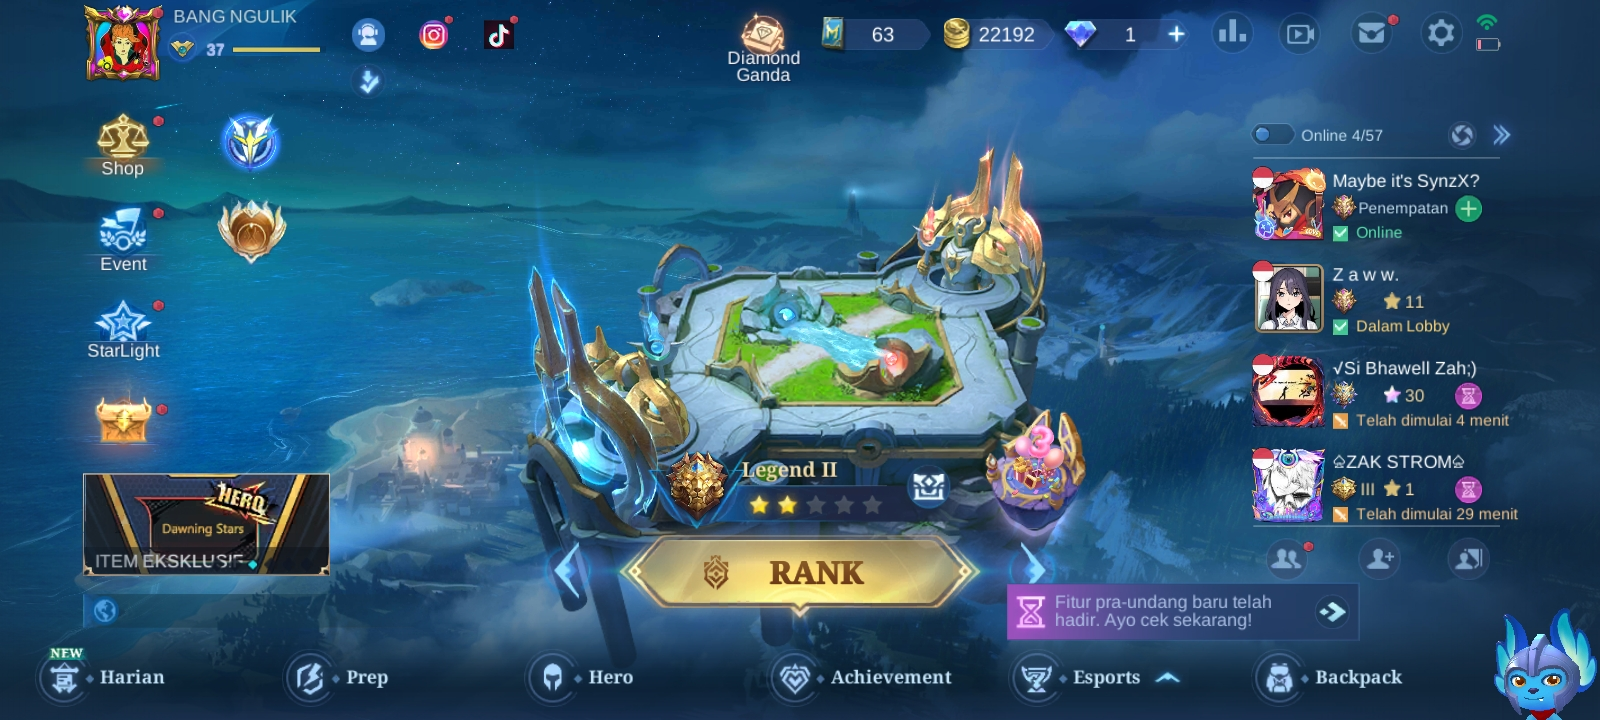 BANG NGULIK
37
Diamond
Ganda
63
22192
1
Shop
Event
StarLight
HERO
Dawning Stars
ITEM EKSKLUSIF
Online 4/57
Maybe it's SynzX?
Penempatan
Online
Z a w w.
11
Dalam Lobby
√Si Bhawell Zah;)
30
Telah dimulai 4 menit
♤ZAK STROM♤
III 1
Telah dimulai 29 menit
3
Legend II
RANK
Fitur pra-undang baru telah
hadir. Ayo cek sekarang!
NEW
Harian
Prep
Hero
Achievement
Esports
Backpack